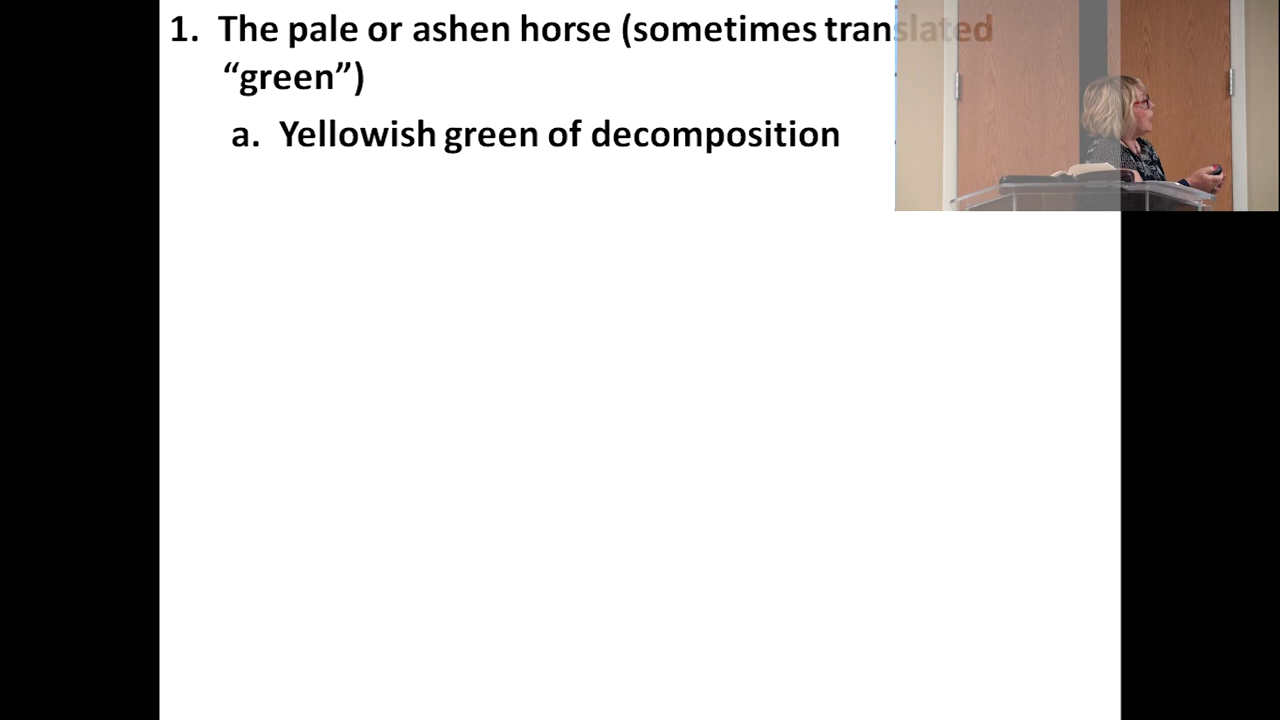 1. The pale or ashen horse (sometimes translated
“green”)
a. Yellowish green of decomposition